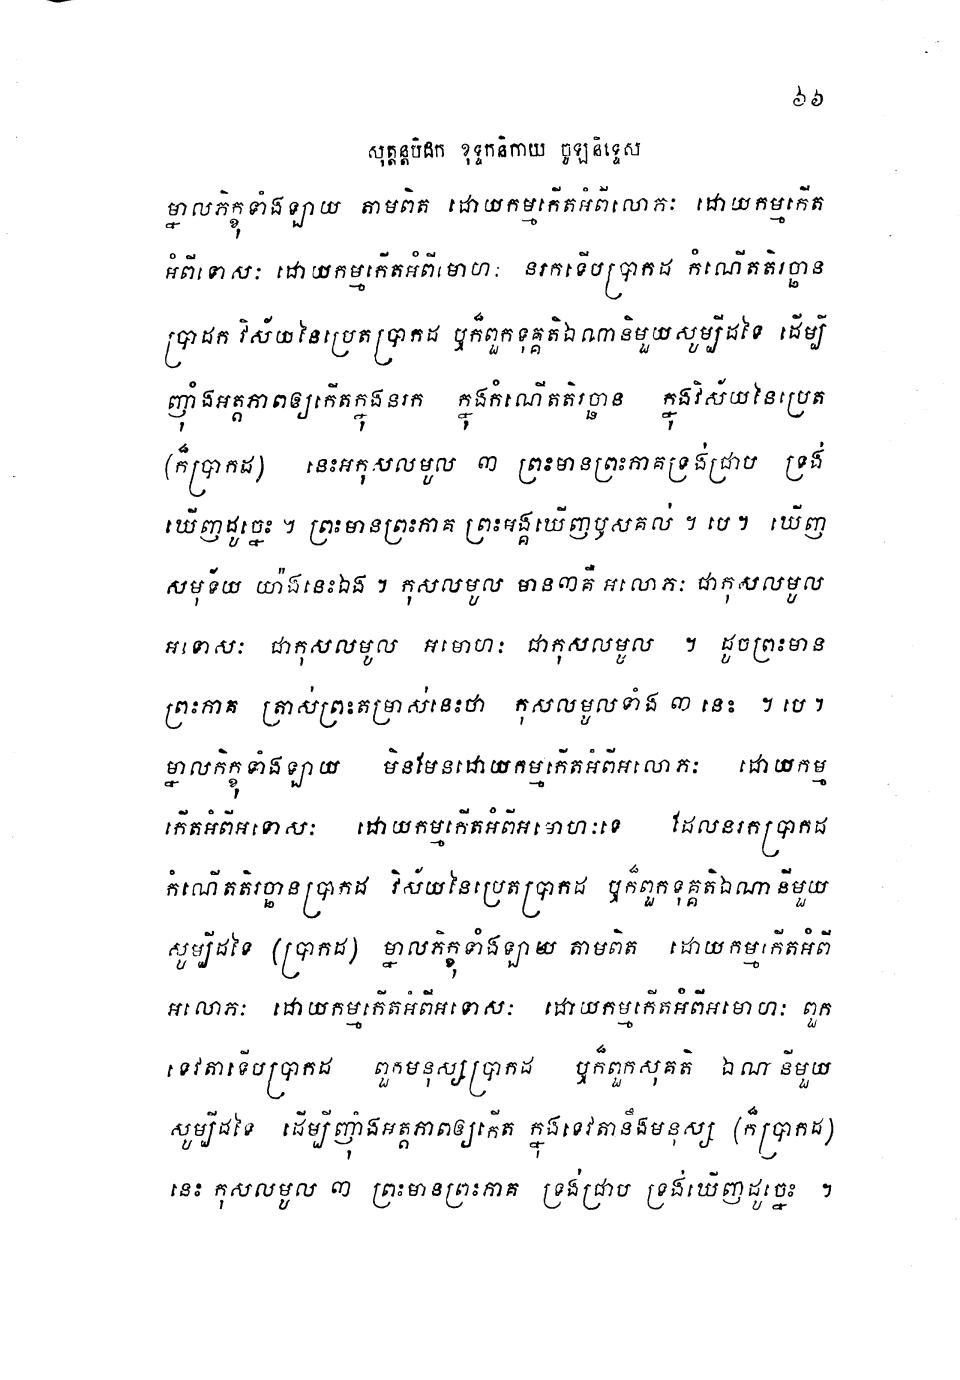 ៦៦
សុត្តន្តបិដក ខុទ្ទកនិកាយ ចូឡនិទ្ទេស
ម្នាលភិក្ខុទាំងឡាយ តាមពិត ដោយកម្មកើតអំពីលោភៈ ដោយកម្មកើត
អំពីទោសៈ ដោយកម្មកើតអំពីមោហៈ នរកទើបប្រាកដ កំណើតតិរច្ឆាន
ប្រាដក វិស័យនៃប្រេតប្រាកដ ឬក៏ពួកទុគ្គតិឯណានិមួយសូម្បីដទៃ ដើម្បី
ញ៉ាំងអត្តភាពឲ្យកើតក្នុងនរក ក្នុងកំណើតតិរច្ឆាន ក្នុងវិស័យនៃប្រេត
(ក៏ប្រាកដ) នេះអកុសលមូល ៣ ព្រះមានព្រះភាគទ្រង់ជ្រាប ទ្រង់
ឃើញដូច្នេះ ។ ព្រះមានព្រះភាគ ព្រះអង្គឃើញឫសគល់ ។ បេ ។ ឃើញ
សមុទ័យ យ៉ាងនេះឯង ។ កុសលមូល មាន៣គឺ អលោភៈ ជាកុសលមូល
អទោសៈ ជាកុសលមូល អមោហៈ ជាកុសលមូល ។ ដូចព្រះមាន
ព្រះភាគ ត្រាស់ព្រះតម្រាស់នេះថា កុសលមូលទាំង ៣ នេះ ។ បេ ។
ម្នាលភិក្ខុទាំងឡាយ មិនមែនដោយកម្មកើតអំពីអលោភៈ ដោយកម្ម
កើតអំពីអទោសៈ ដោយកម្មកើតអំពីអមោហៈទេ ដែលនរកប្រាកដ
កំណើតតិរច្ឆានប្រាកដ វិស័យនៃប្រេតប្រាកដ ឬក៏ពួកទុគ្គតិឯណានីមួយ
សូម្បីដទៃ (ប្រាកដ) ម្នាលភិក្ខុទាំងឡាយ តាមពិត ដោយកម្មកើតអំពី
អលោភៈ ដោយកម្មកើតអំពីអទោសៈ ដោយកម្មកើតអំពីអមោហៈ ពួក
ទេវតាទើបប្រាកដ ពួកមនុស្សប្រាកដ ឬក៏ពួកសុគតិ ឯណានីមួយ
សូម្បីដទៃ ដើម្បីញ៉ាំងអត្តភាពឲ្យកើត ក្នុងទេវតានឹងមនុស្ស (ក៏ប្រាកដ)
នេះ កុសលមូល ៣ ព្រះមានព្រះភាគ ទ្រង់ជ្រាប ទ្រង់ឃើញដូច្នេះ ។